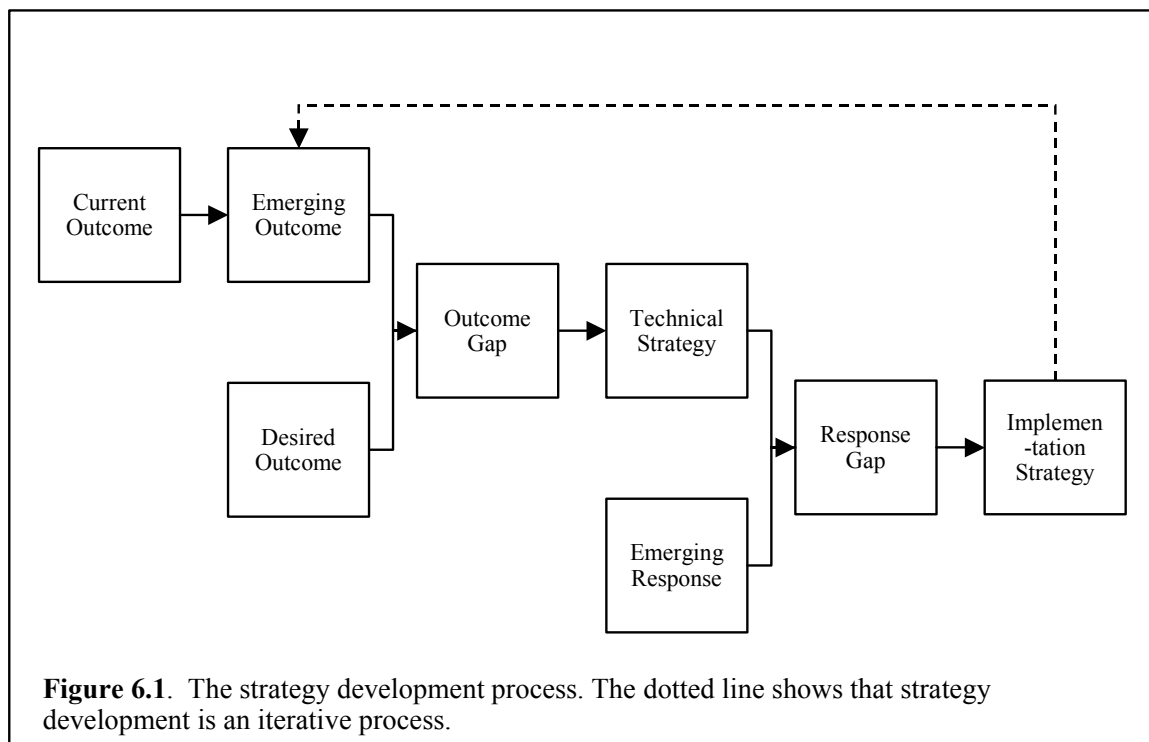 Current
Outcome
Emerging
Outcome
Outcome
Gap
Technical
Strategy
Desired
Outcome
Response
Gap
Implemen
-tation
Strategy
Emerging
Response
Figure 6.1.  The strategy development process. The dotted line shows that strategy
development is an iterative process.